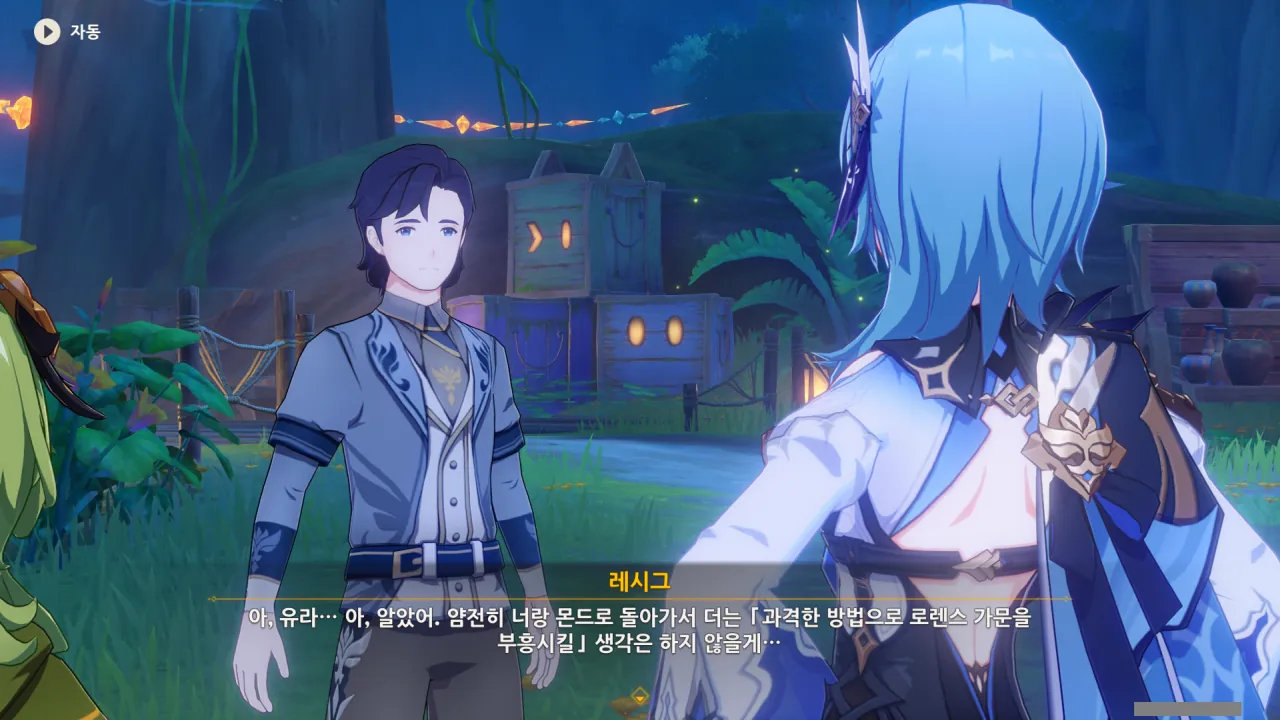 자동
레시그
아, 유라… 아, 알았어. 얌전히 너랑 몬드로 돌아가서 더는 「과격한 방법으로 로렌스 가문을
부흥시킬」 생각은 하지 않을게…